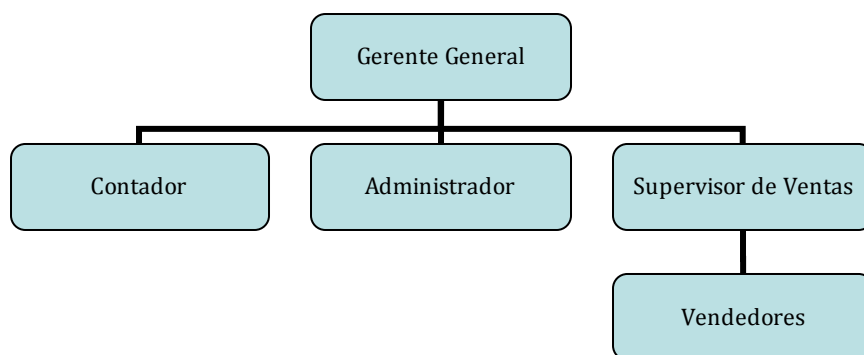 Gerente General
Contador
Administrador
Supervisor de Ventas
Vendedores